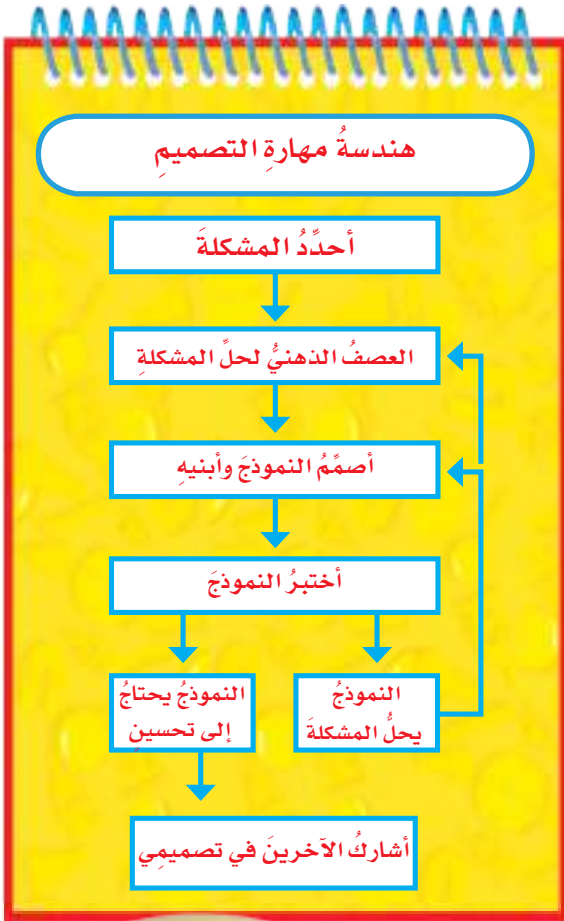 هندسةُ مهارةِ التصميمِ
أحدِّدُ المشكلةَ
العصفُ الذهنيُّ لحلِّ المشكلةِ
أصمِّمُ النموذجَ وأبنيهِ
أختبرُ النموذجَ
النموذجُ
يحلُّ المشكلةَ
النموذجُ يحتاجُ
إلى تحسينٍ
أشاركُ الآخرينَ في تصميمِي